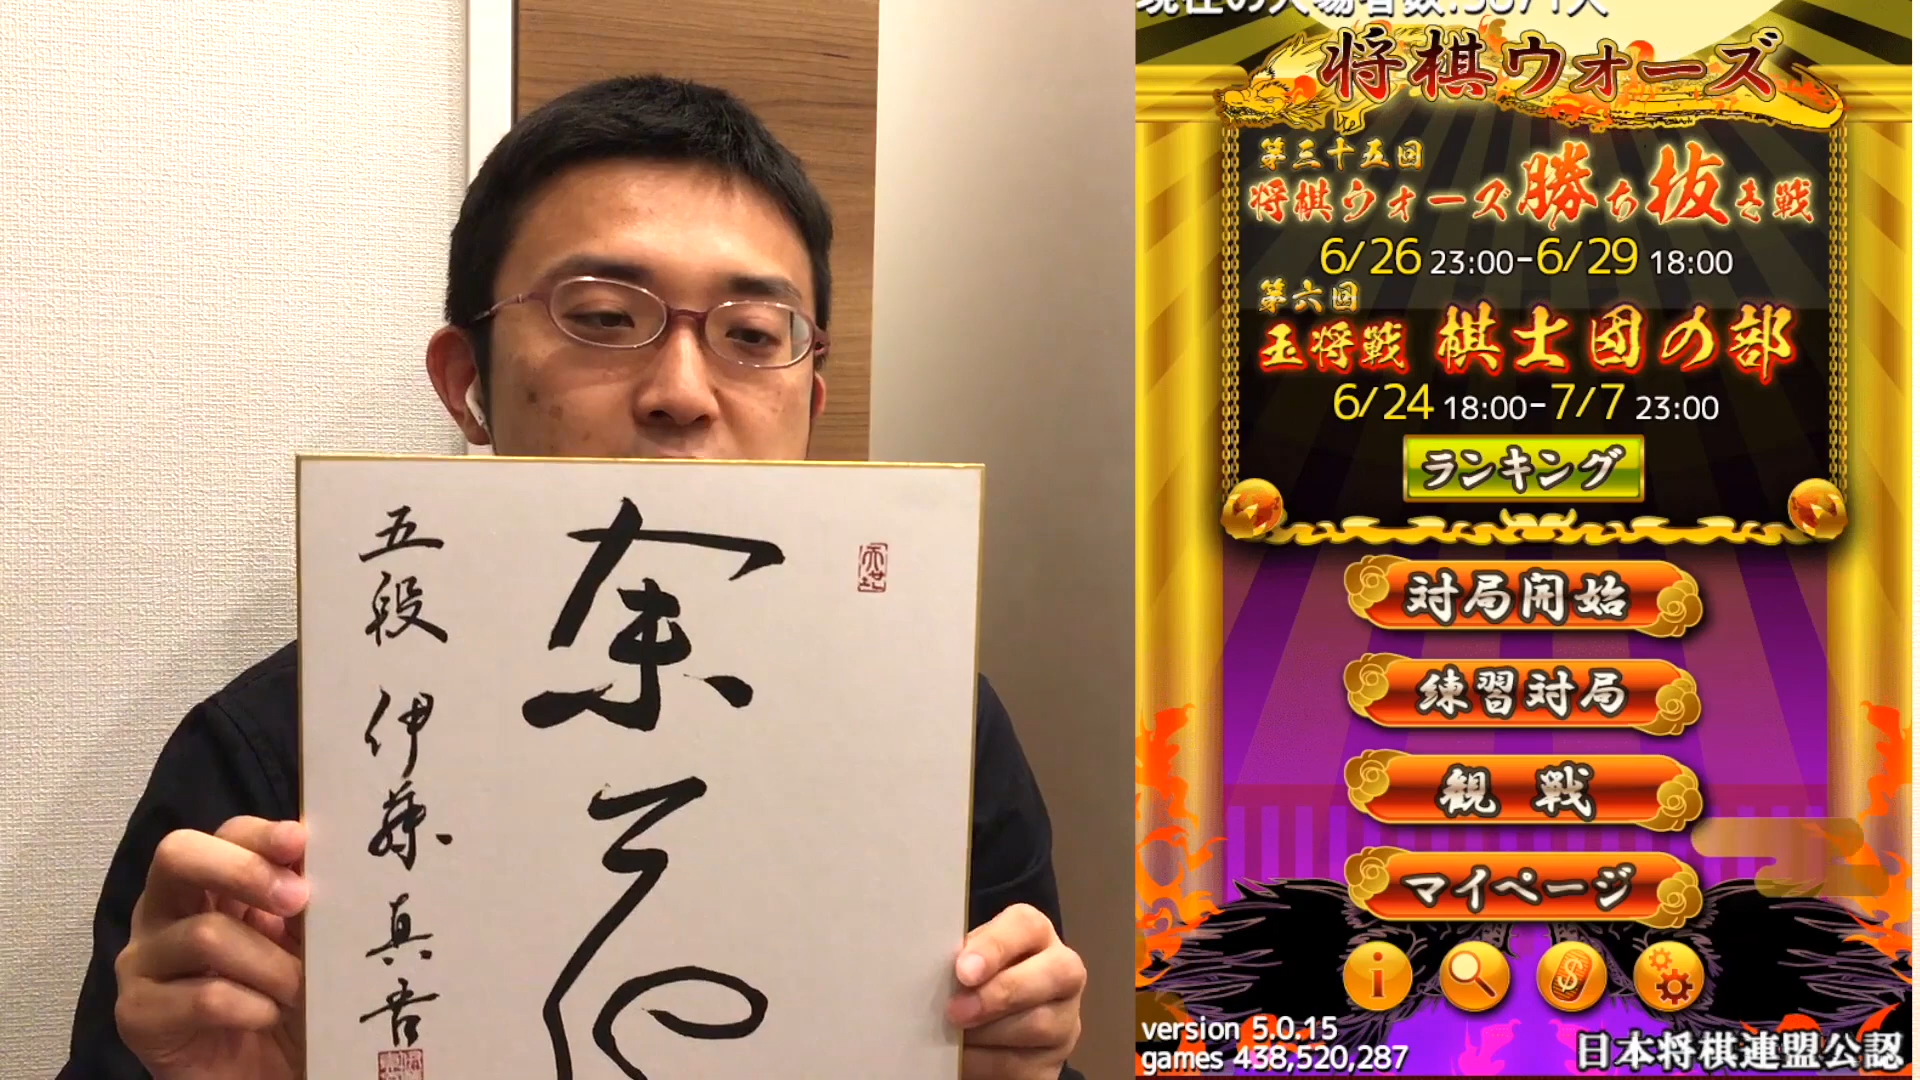 五段 伊藤 真吾
余
将棋ウォーズ
第三十五回
将棋ウォーズ勝ち抜き戦
6/26 23:00-6/29 18:00
第六回
王将戦 棋士団の部
6/24 18:00-7/7 23:00
ランキング
対局開始
練習対局
観 戦
マイページ
version 5.0.15
games 438,520,287
日本将棋連盟公認